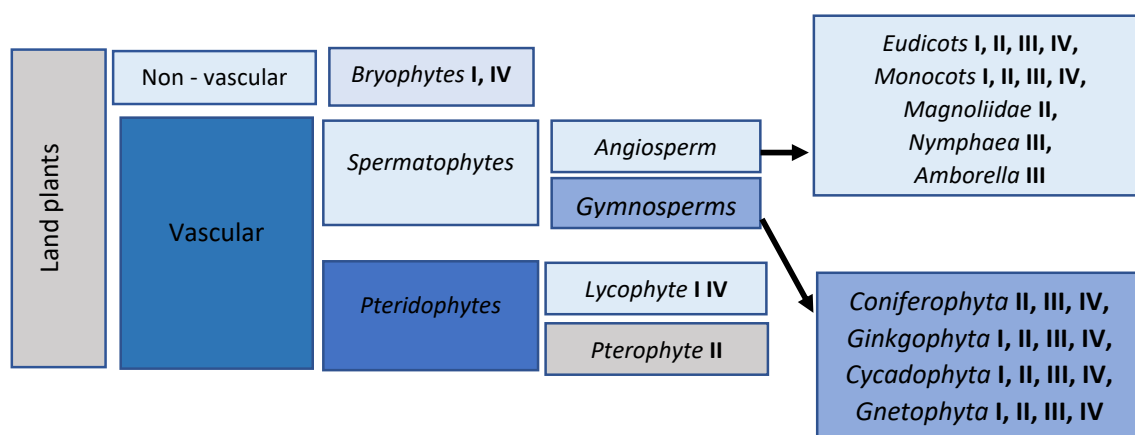 Land plants
Non - vascular
Vascular
Bryophytes I, IV
Spermatophytes
Pteridophytes
Angiosperm
Gymnosperms
Lycophyte I IV
Pterophyte II
Eudicots I, II, III, IV,
Monocots I, II, III, IV,
Magnoliidae II,
Nymphaea III,
Amborella III
Coniferophyta II, III, IV,
Ginkgophyta I, II, III, IV,
Cycadophyta I, II, III, IV,
Gnetophyta I, II, III, IV